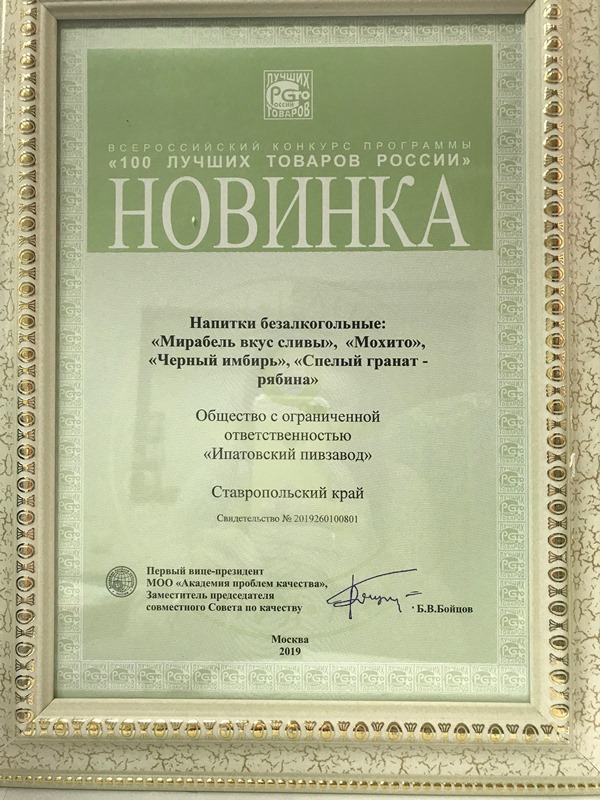 ЛУЧШИХ
РОССИИ
ТОВАРОВ
ВСЕРОССИЙСКИЙ КОНКУРС ПРОГРАММЫ
«100 ЛУЧШИХ ТОВАРОВ РОССИИ»
НОВИНКА
Напитки безалкогольные:
«Мирабель вкус сливы», «Мохито»,
«Черный имбирь», «Спелый гранат -
рябина»
Общество с ограниченной
ответственностью
«Ипатовский пивзавод»
Ставропольский край
Свидетельство № 2019260100801
Первый вице-президент
МОО «Академия проблем качества»,
Заместитель председателя
совместного Совета по качеству
Б.В.Бойцов
Москва
2019